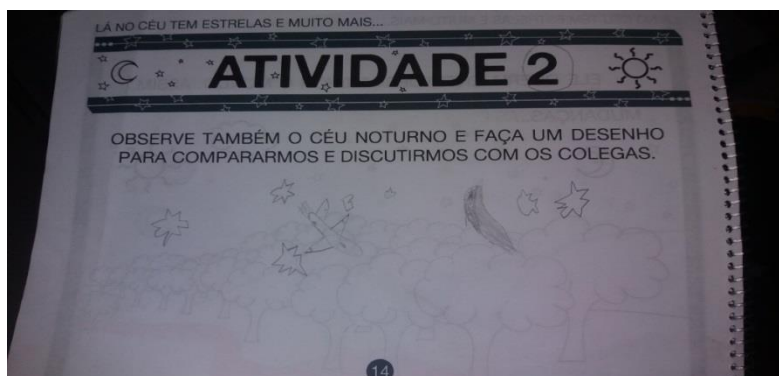 LÁ NO CÉU TEM ESTRELAS E MUITO MAIS...
ATIVIDADE 2
OBSERVE TAMBÉM O CÉU NOTURNO E FAÇA UM DESENHO
PARA COMPARARMOS E DISCUTIRMOS COM OS COLEGAS.
14